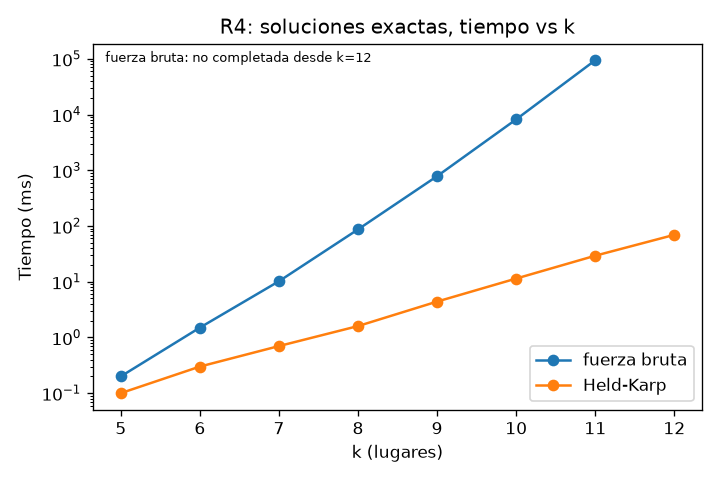 R4: soluciones exactas, tiempo vs k
fuerza bruta: no completada desde k=12
Tiempo (ms)
10^5
10^4
10^3
10^2
10^1
10^0
10^-1
fuerza bruta
Held-Karp
5 6 7 8 9 10 11 12
k (lugares)